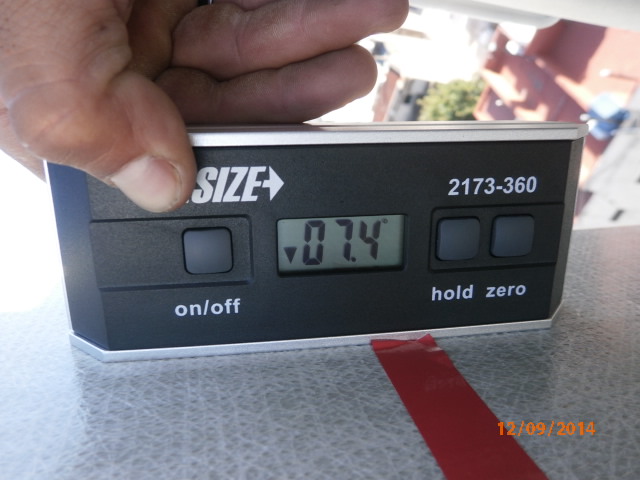 SIZE
2173-360
07.4°
on/off
hold zero
12/09/2014